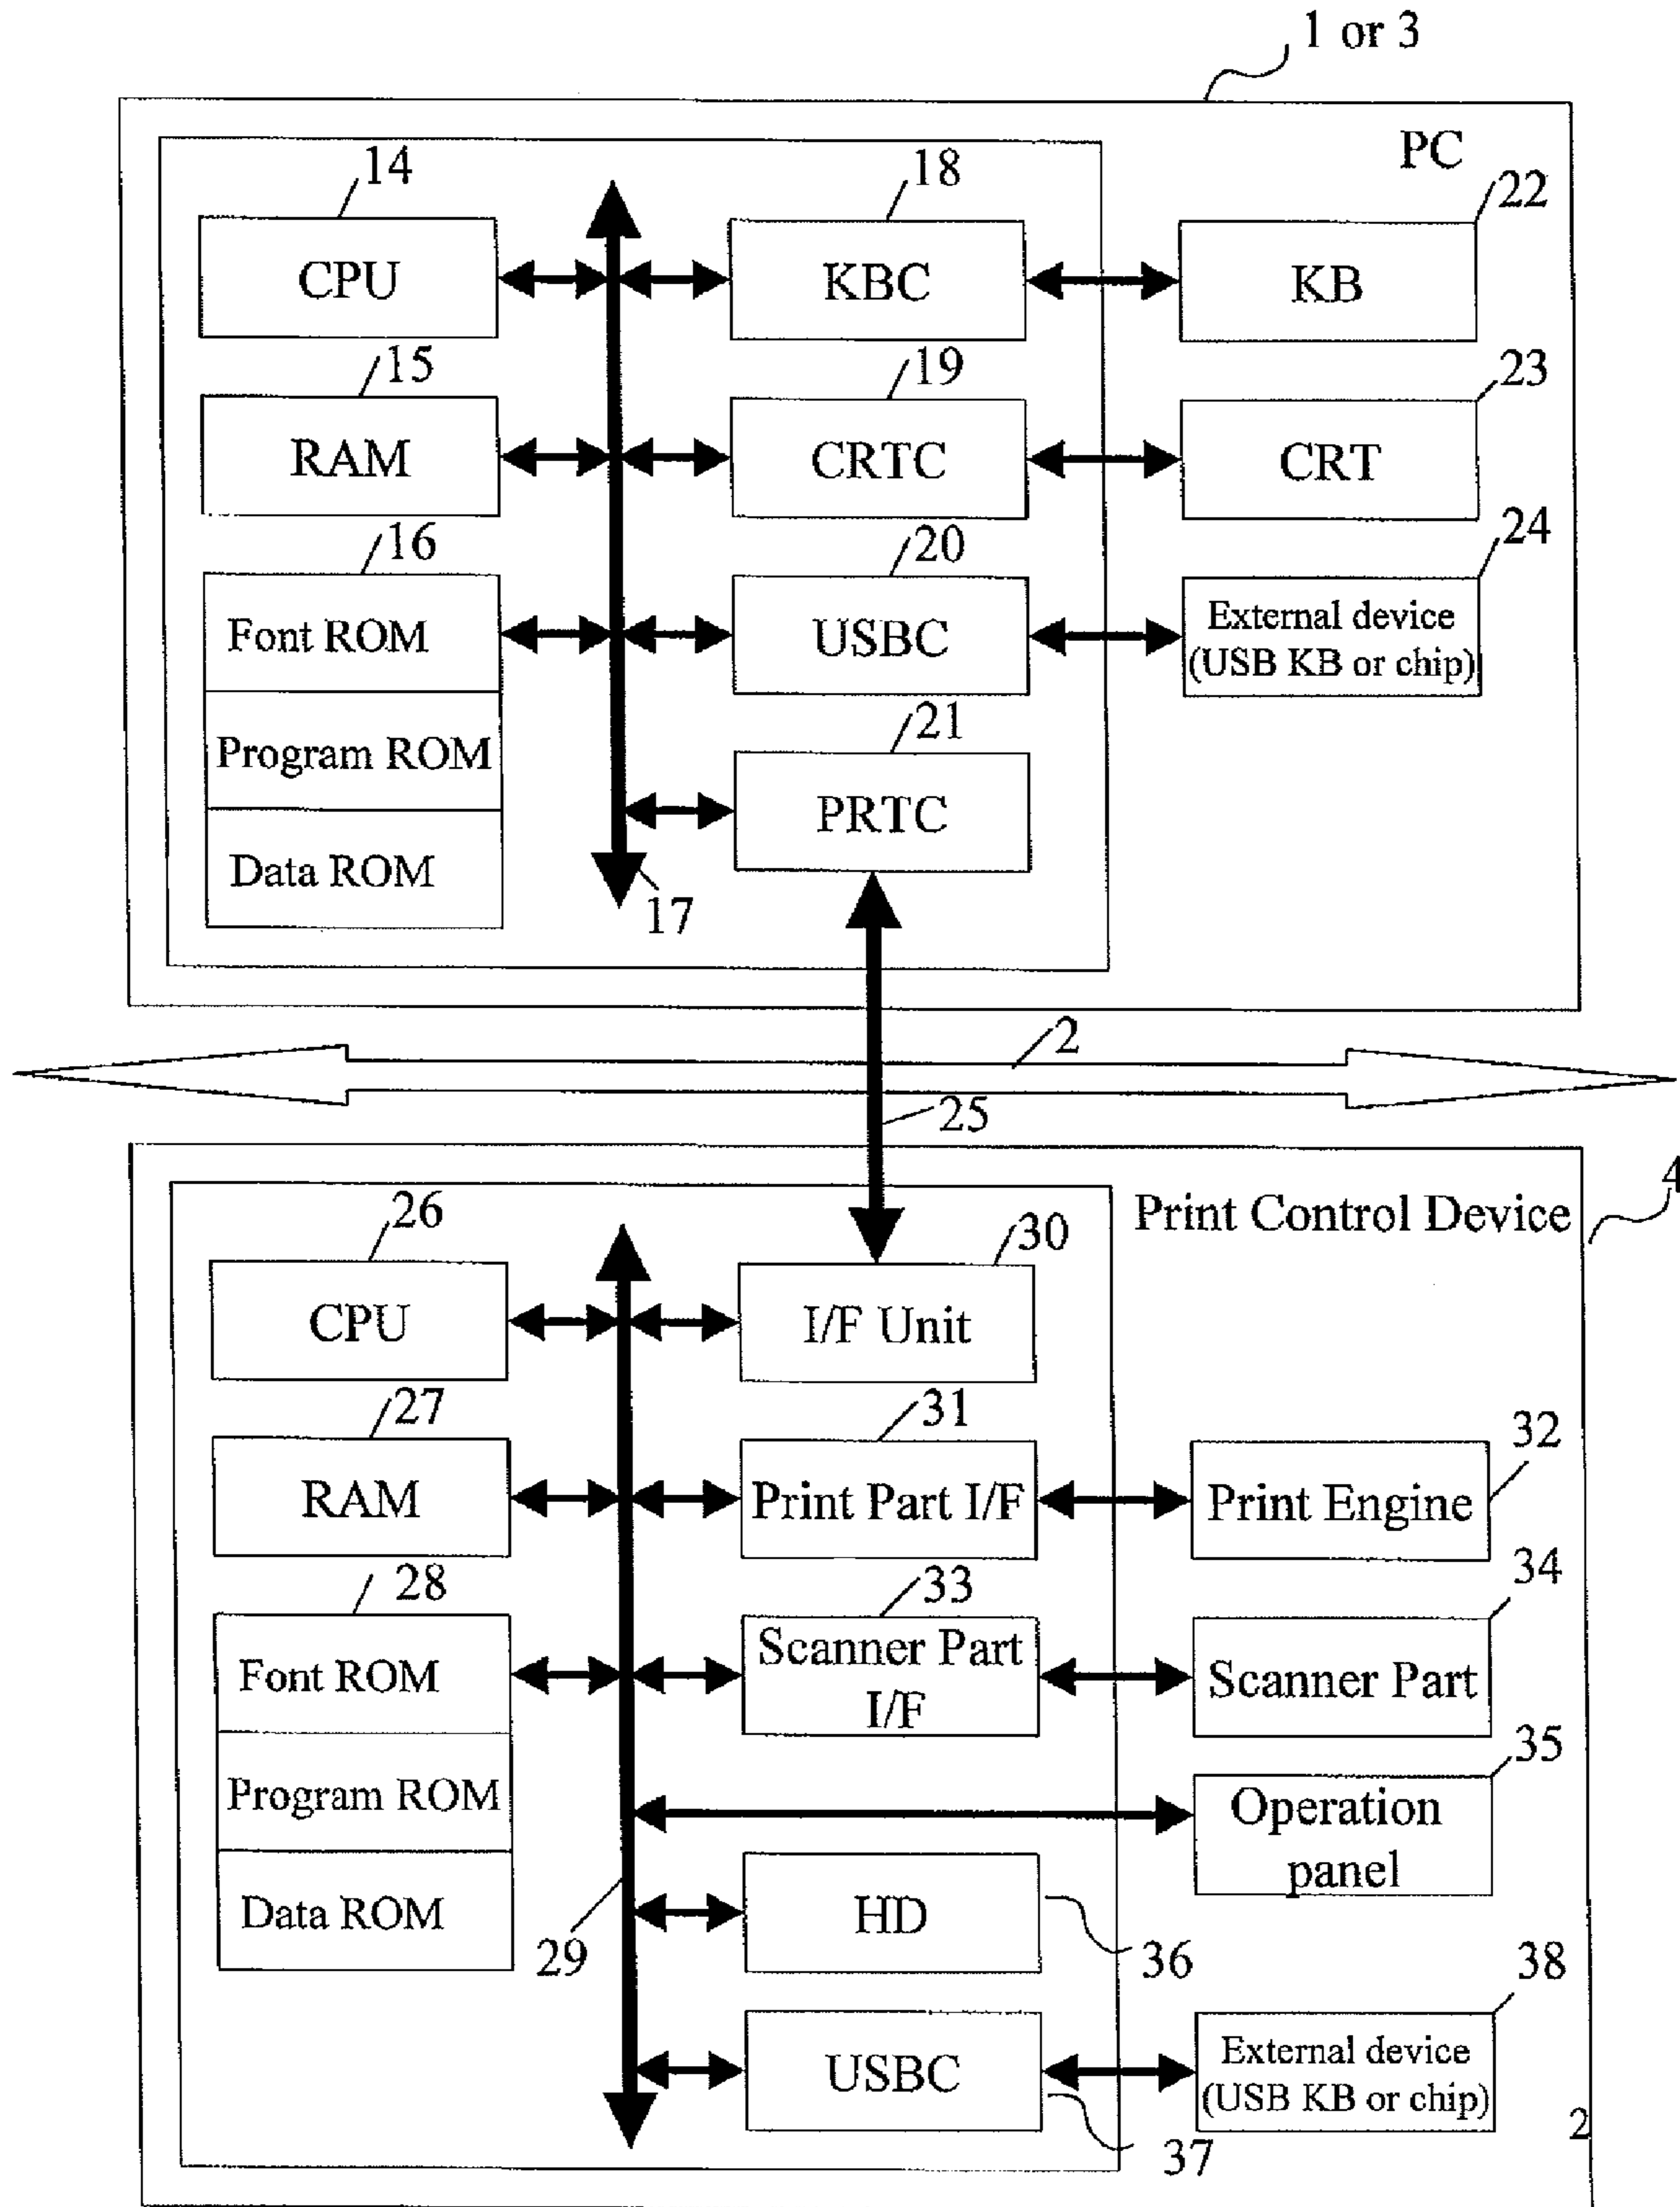 1 or 3
PC
14
18
22
CPU
KBC
KB
15
19
23
RAM
CRTC
CRT
16
20
24
Font ROM
USBC
External device
(USB KB or chip)
21
Program ROM
PRTC
Data ROM
17
2
25
4
Print Control Device
26
30
CPU
I/F Unit
27
31
32
RAM
Print Part I/F
Print Engine
28
33
34
Font ROM
Scanner Part
I/F
Scanner Part
35
Program ROM
Operation
panel
Data ROM
HD
29
36
38
USBC
External device
(USB KB or chip)
2
37